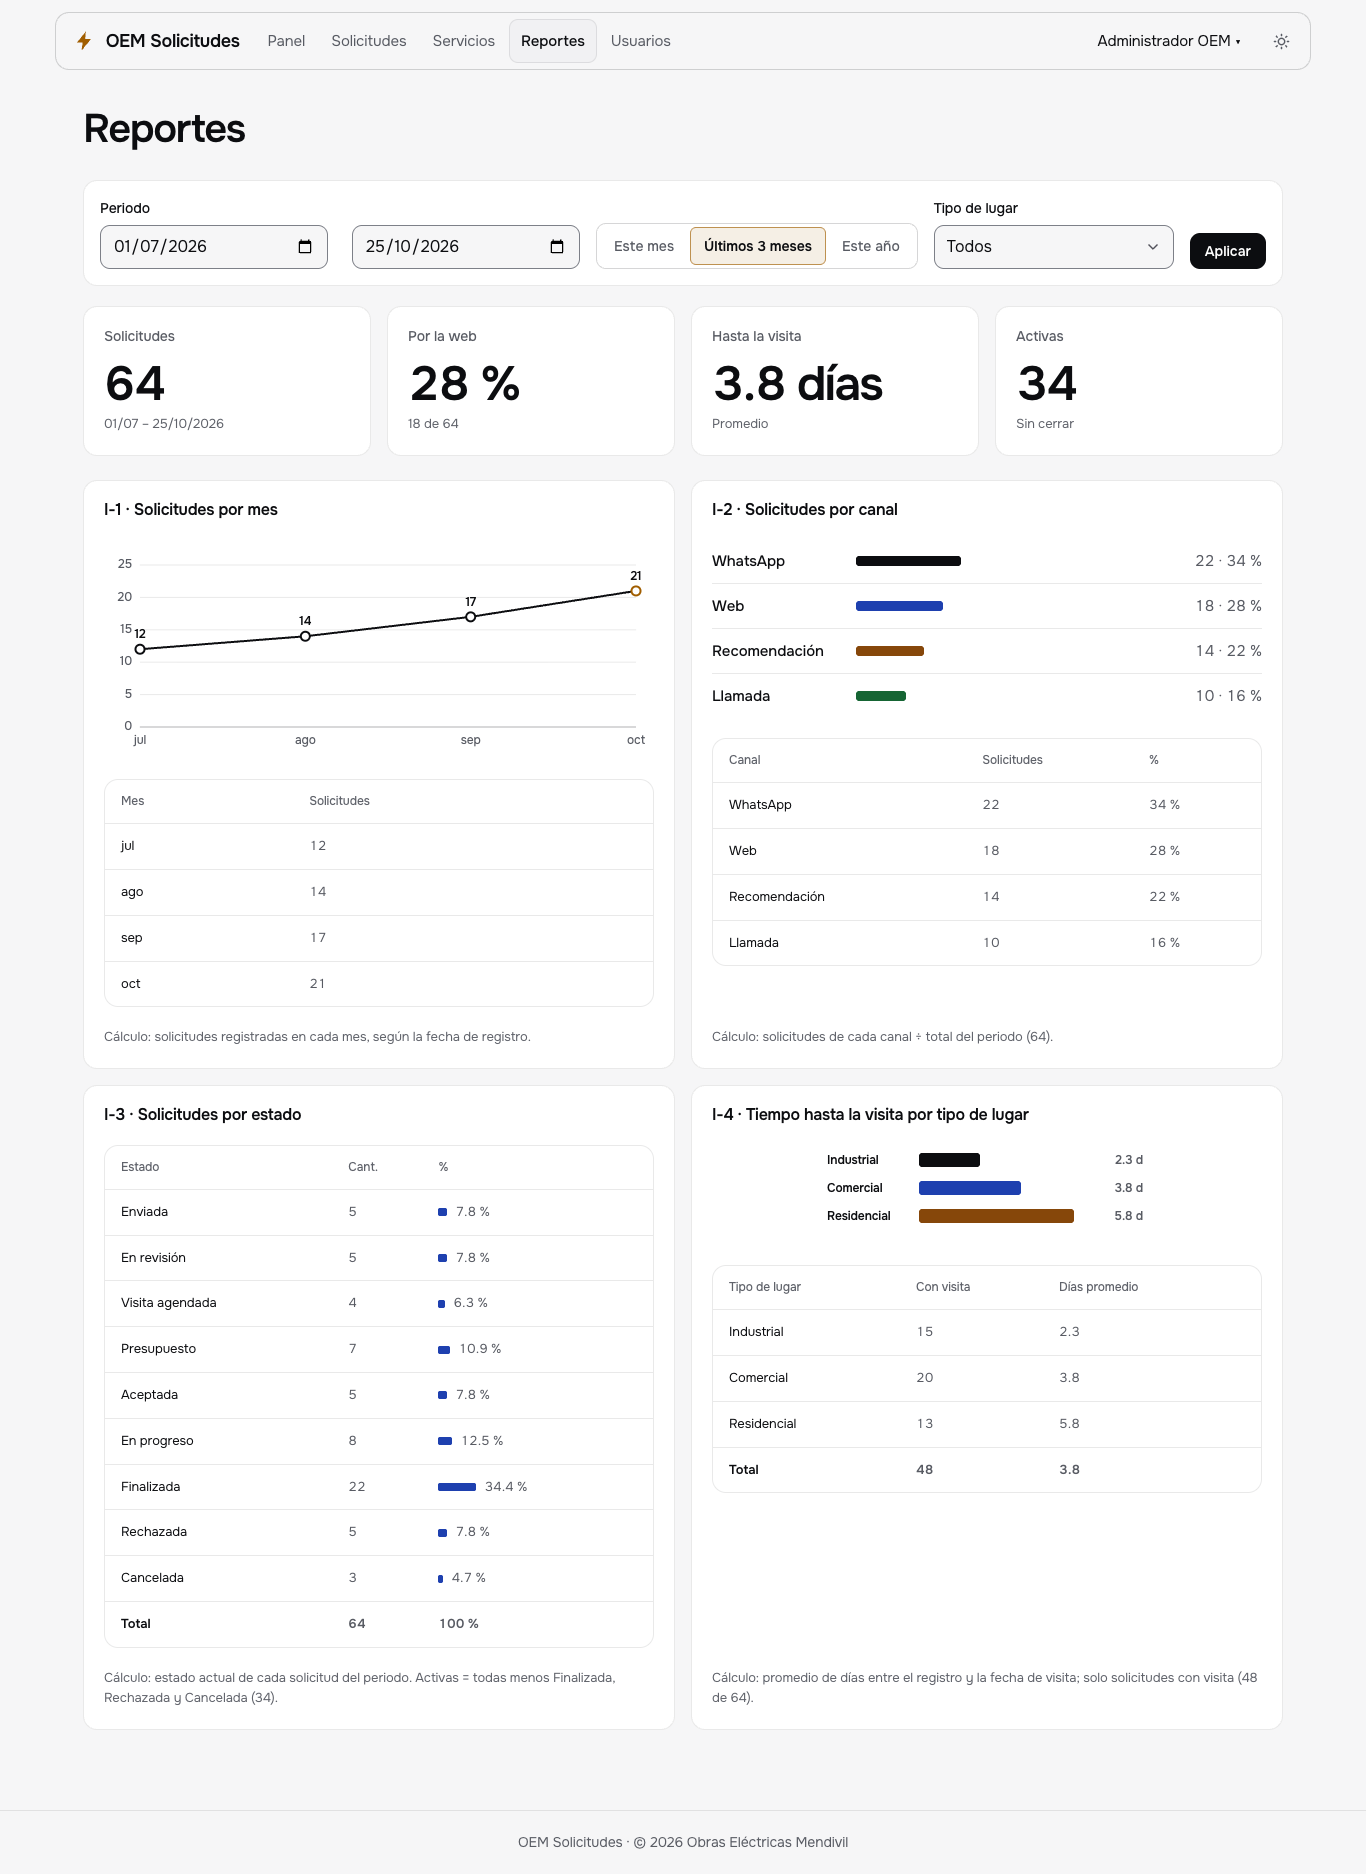 OEM Solicitudes Panel Solicitudes Servicios Reportes Usuarios Administrador OEM ▾
Reportes
Periodo Tipo de lugar
01/07/2026 25/10/2026 Este mes Últimos 3 meses Este año Todos Aplicar
Solicitudes
64
01/07 – 25/10/2026
Por la web
28 %
18 de 64
Hasta la visita
3.8 días
Promedio
Activas
34
Sin cerrar
I-1 · Solicitudes por mes
25
20
15
10
5
0
12
14
17
21
jul ago sep oct
Mes Solicitudes
jul 12
ago 14
sep 17
oct 21
Cálculo: solicitudes registradas en cada mes, según la fecha de registro.
I-2 · Solicitudes por canal
WhatsApp 22 · 34 %
Web 18 · 28 %
Recomendación 14 · 22 %
Llamada 10 · 16 %
Canal Solicitudes %
WhatsApp 22 34 %
Web 18 28 %
Recomendación 14 22 %
Llamada 10 16 %
Cálculo: solicitudes de cada canal ÷ total del periodo (64).
I-3 · Solicitudes por estado
Estado Cant. %
Enviada 5 7.8 %
En revisión 5 7.8 %
Visita agendada 4 6.3 %
Presupuesto 7 10.9 %
Aceptada 5 7.8 %
En progreso 8 12.5 %
Finalizada 22 34.4 %
Rechazada 5 7.8 %
Cancelada 3 4.7 %
Total 64 100 %
Cálculo: estado actual de cada solicitud del periodo. Activas = todas menos Finalizada,
Rechazada y Cancelada (34).
I-4 · Tiempo hasta la visita por tipo de lugar
Industrial 2.3 d
Comercial 3.8 d
Residencial 5.8 d
Tipo de lugar Con visita Días promedio
Industrial 15 2.3
Comercial 20 3.8
Residencial 13 5.8
Total 48 3.8
Cálculo: promedio de días entre el registro y la fecha de visita; solo solicitudes con visita (48
de 64).
OEM Solicitudes · © 2026 Obras Eléctricas Mendivil